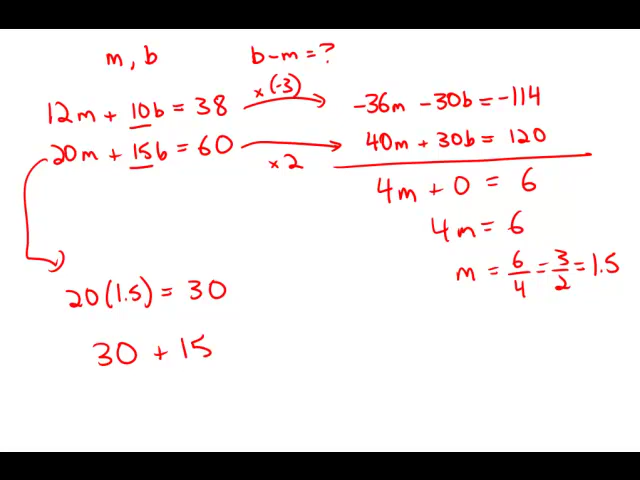 m, b
b-m=?
12m + 10b = 38
x(-3)
-36m -30b = -114
20m + 15b = 60
x2
40m + 30b = 120
4m + 0 = 6
4m = 6
m = 6/4 = 3/2 = 1.5
20(1.5) = 30
30 + 15